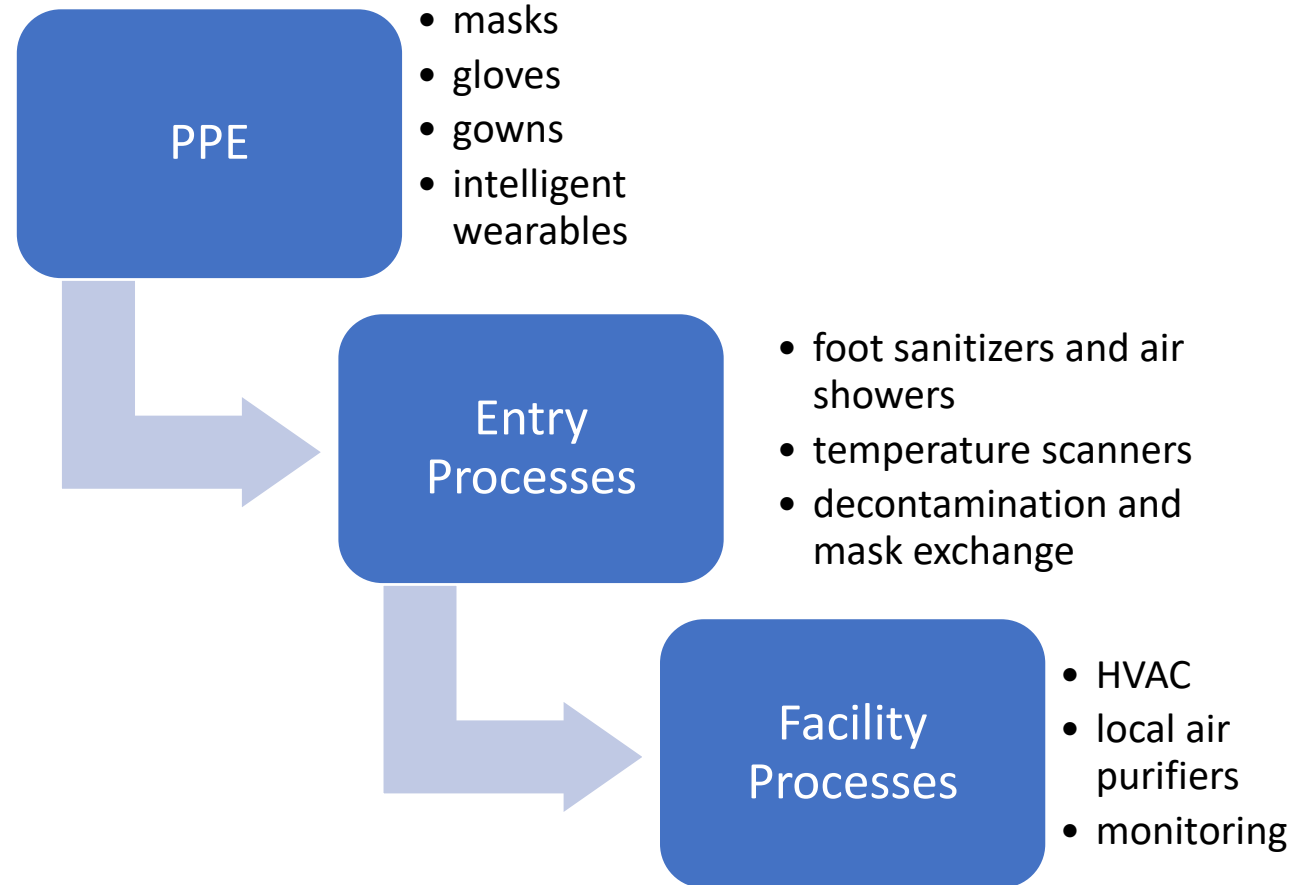 PPE
• masks
• gloves
• gowns
• intelligent
wearables
Entry
Processes
• foot sanitizers and air
showers
• temperature scanners
• decontamination and
mask exchange
Facility
Processes
• HVAC
• local air
purifiers
• monitoring